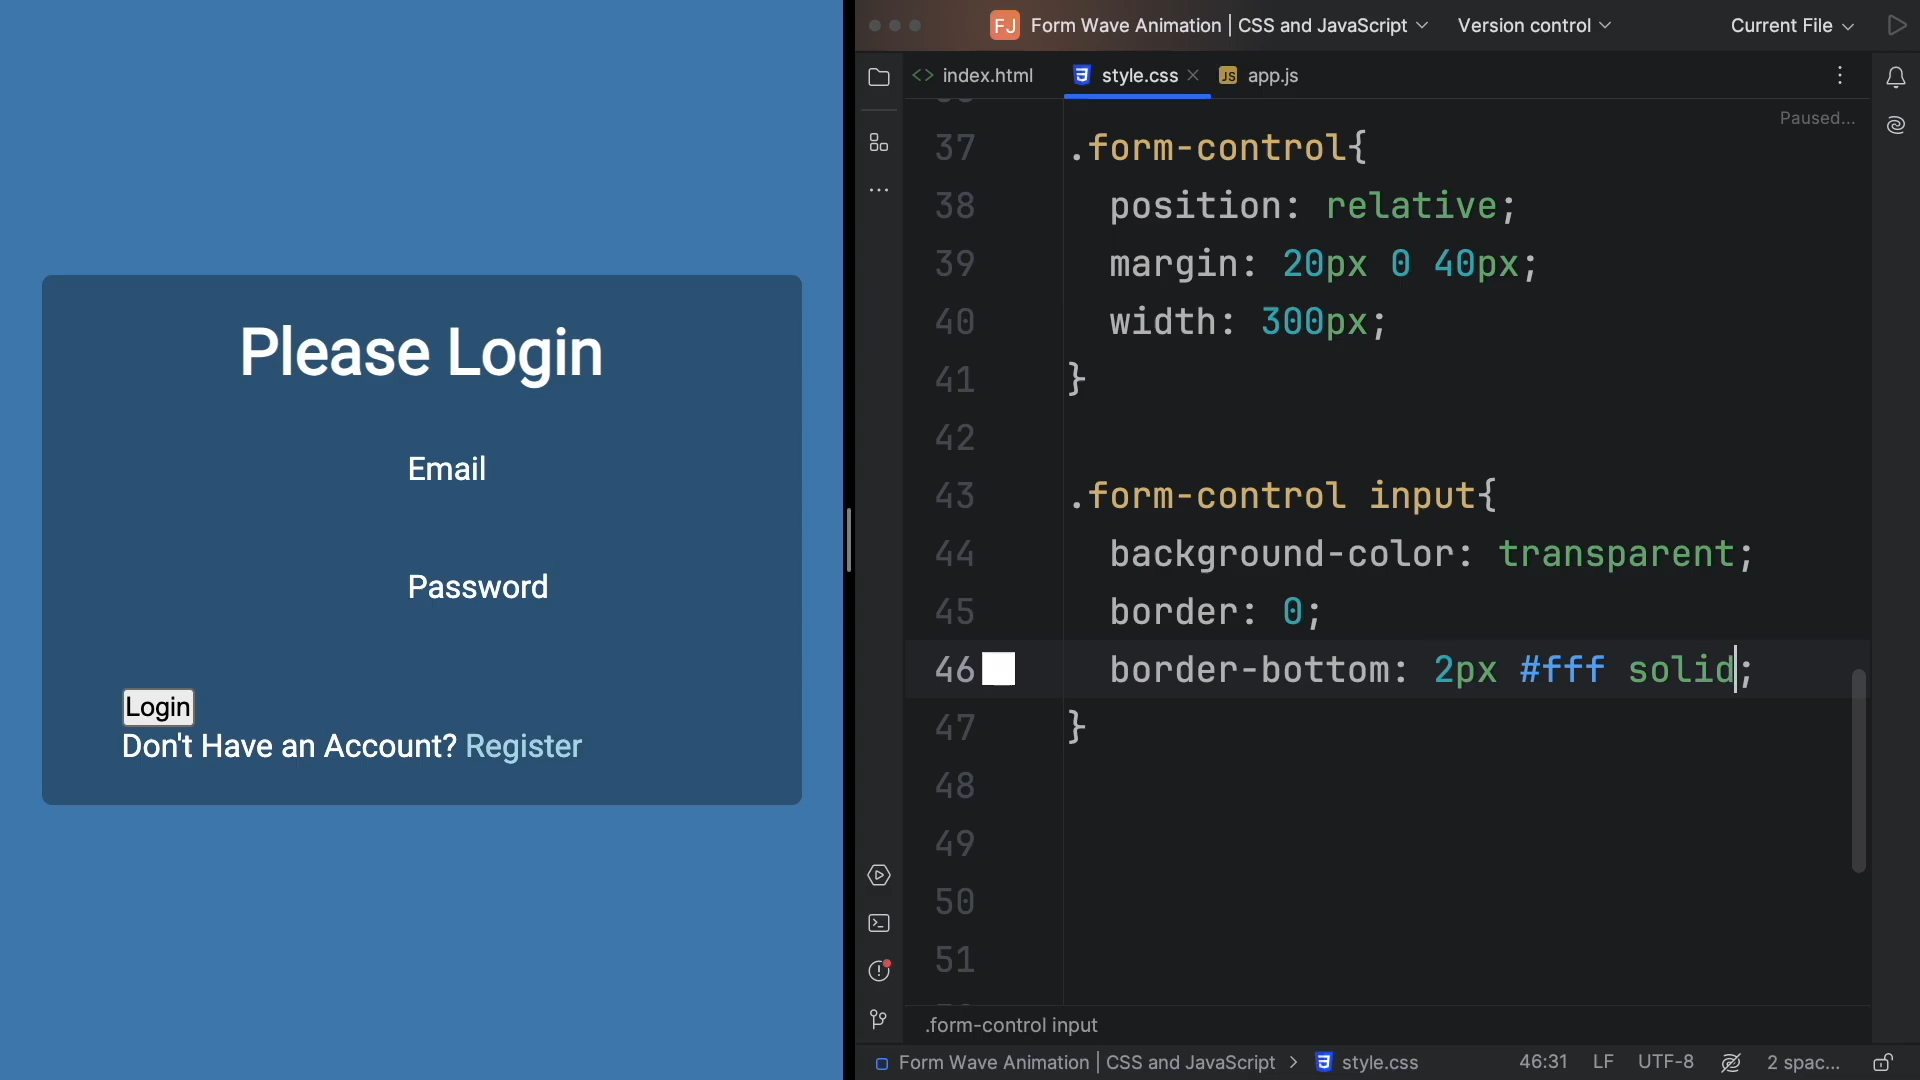 Please Login
Email
Password
Login
Don't Have an Account? Register
FJ Form Wave Animation | CSS and JavaScript Version control Current File
index.html style.css JS app.js
Paused...
37 .form-control{
38 position: relative;
39 margin: 20px 0 40px;
40 width: 300px;
41 }
42
43 .form-control input{
44 background-color: transparent;
45 border: 0;
46 border-bottom: 2px #fff solid;
47 }
48
49
50
51
.form-control input
Form Wave Animation | CSS and JavaScript > style.css 46:31 LF UTF-8 2 spac...